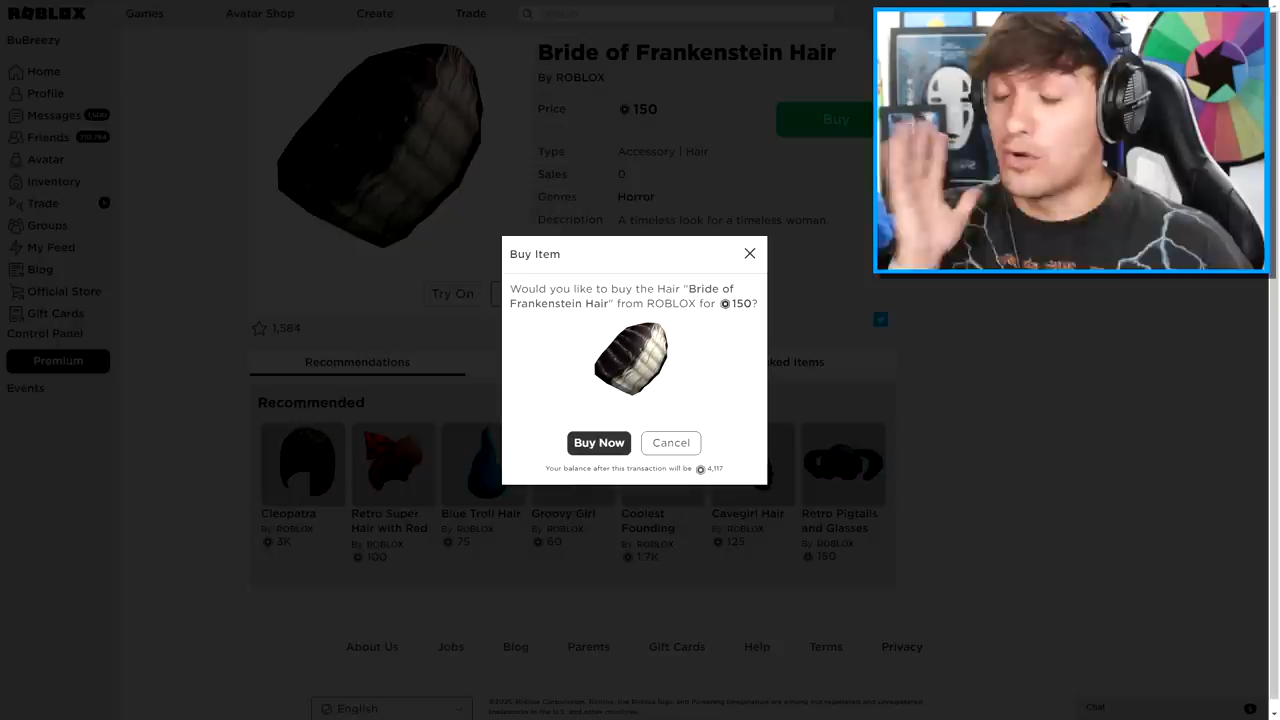 ROBLOX
Games
Avatar Shop
Create
Trade
BuBreezy
Home
Profile
Messages
Friends
Avatar
Inventory
Trade
Groups
My Feed
Blog
Official Store
Gift Cards
Control Panel
Premium
Events
Bride of Frankenstein Hair
By ROBLOX
Price 150
Buy
Type Accessory | Hair
Sales 0
Genres Horror
Description A timeless look for a timeless woman.
Try On
1,584
Buy Item
Would you like to buy the Hair "Bride of
Frankenstein Hair" from ROBLOX for 150?
Buy Now
Cancel
Your balance after this transaction will be 4,117
Recommendations
Items
Recommended
Cleopatra
By ROBLOX
3K
Retro Super
Hair with Red
By ROBLOX
100
Blue Troll Hair
By ROBLOX
75
Groovy Girl
By ROBLOX
60
Coolest
Founding
By ROBLOX
1.7K
Cavegirl Hair
By ROBLOX
125
Retro Pigtails
and Glasses
By ROBLOX
150
About Us
Jobs
Blog
Parents
Gift Cards
Help
Terms
Privacy
English
Chat